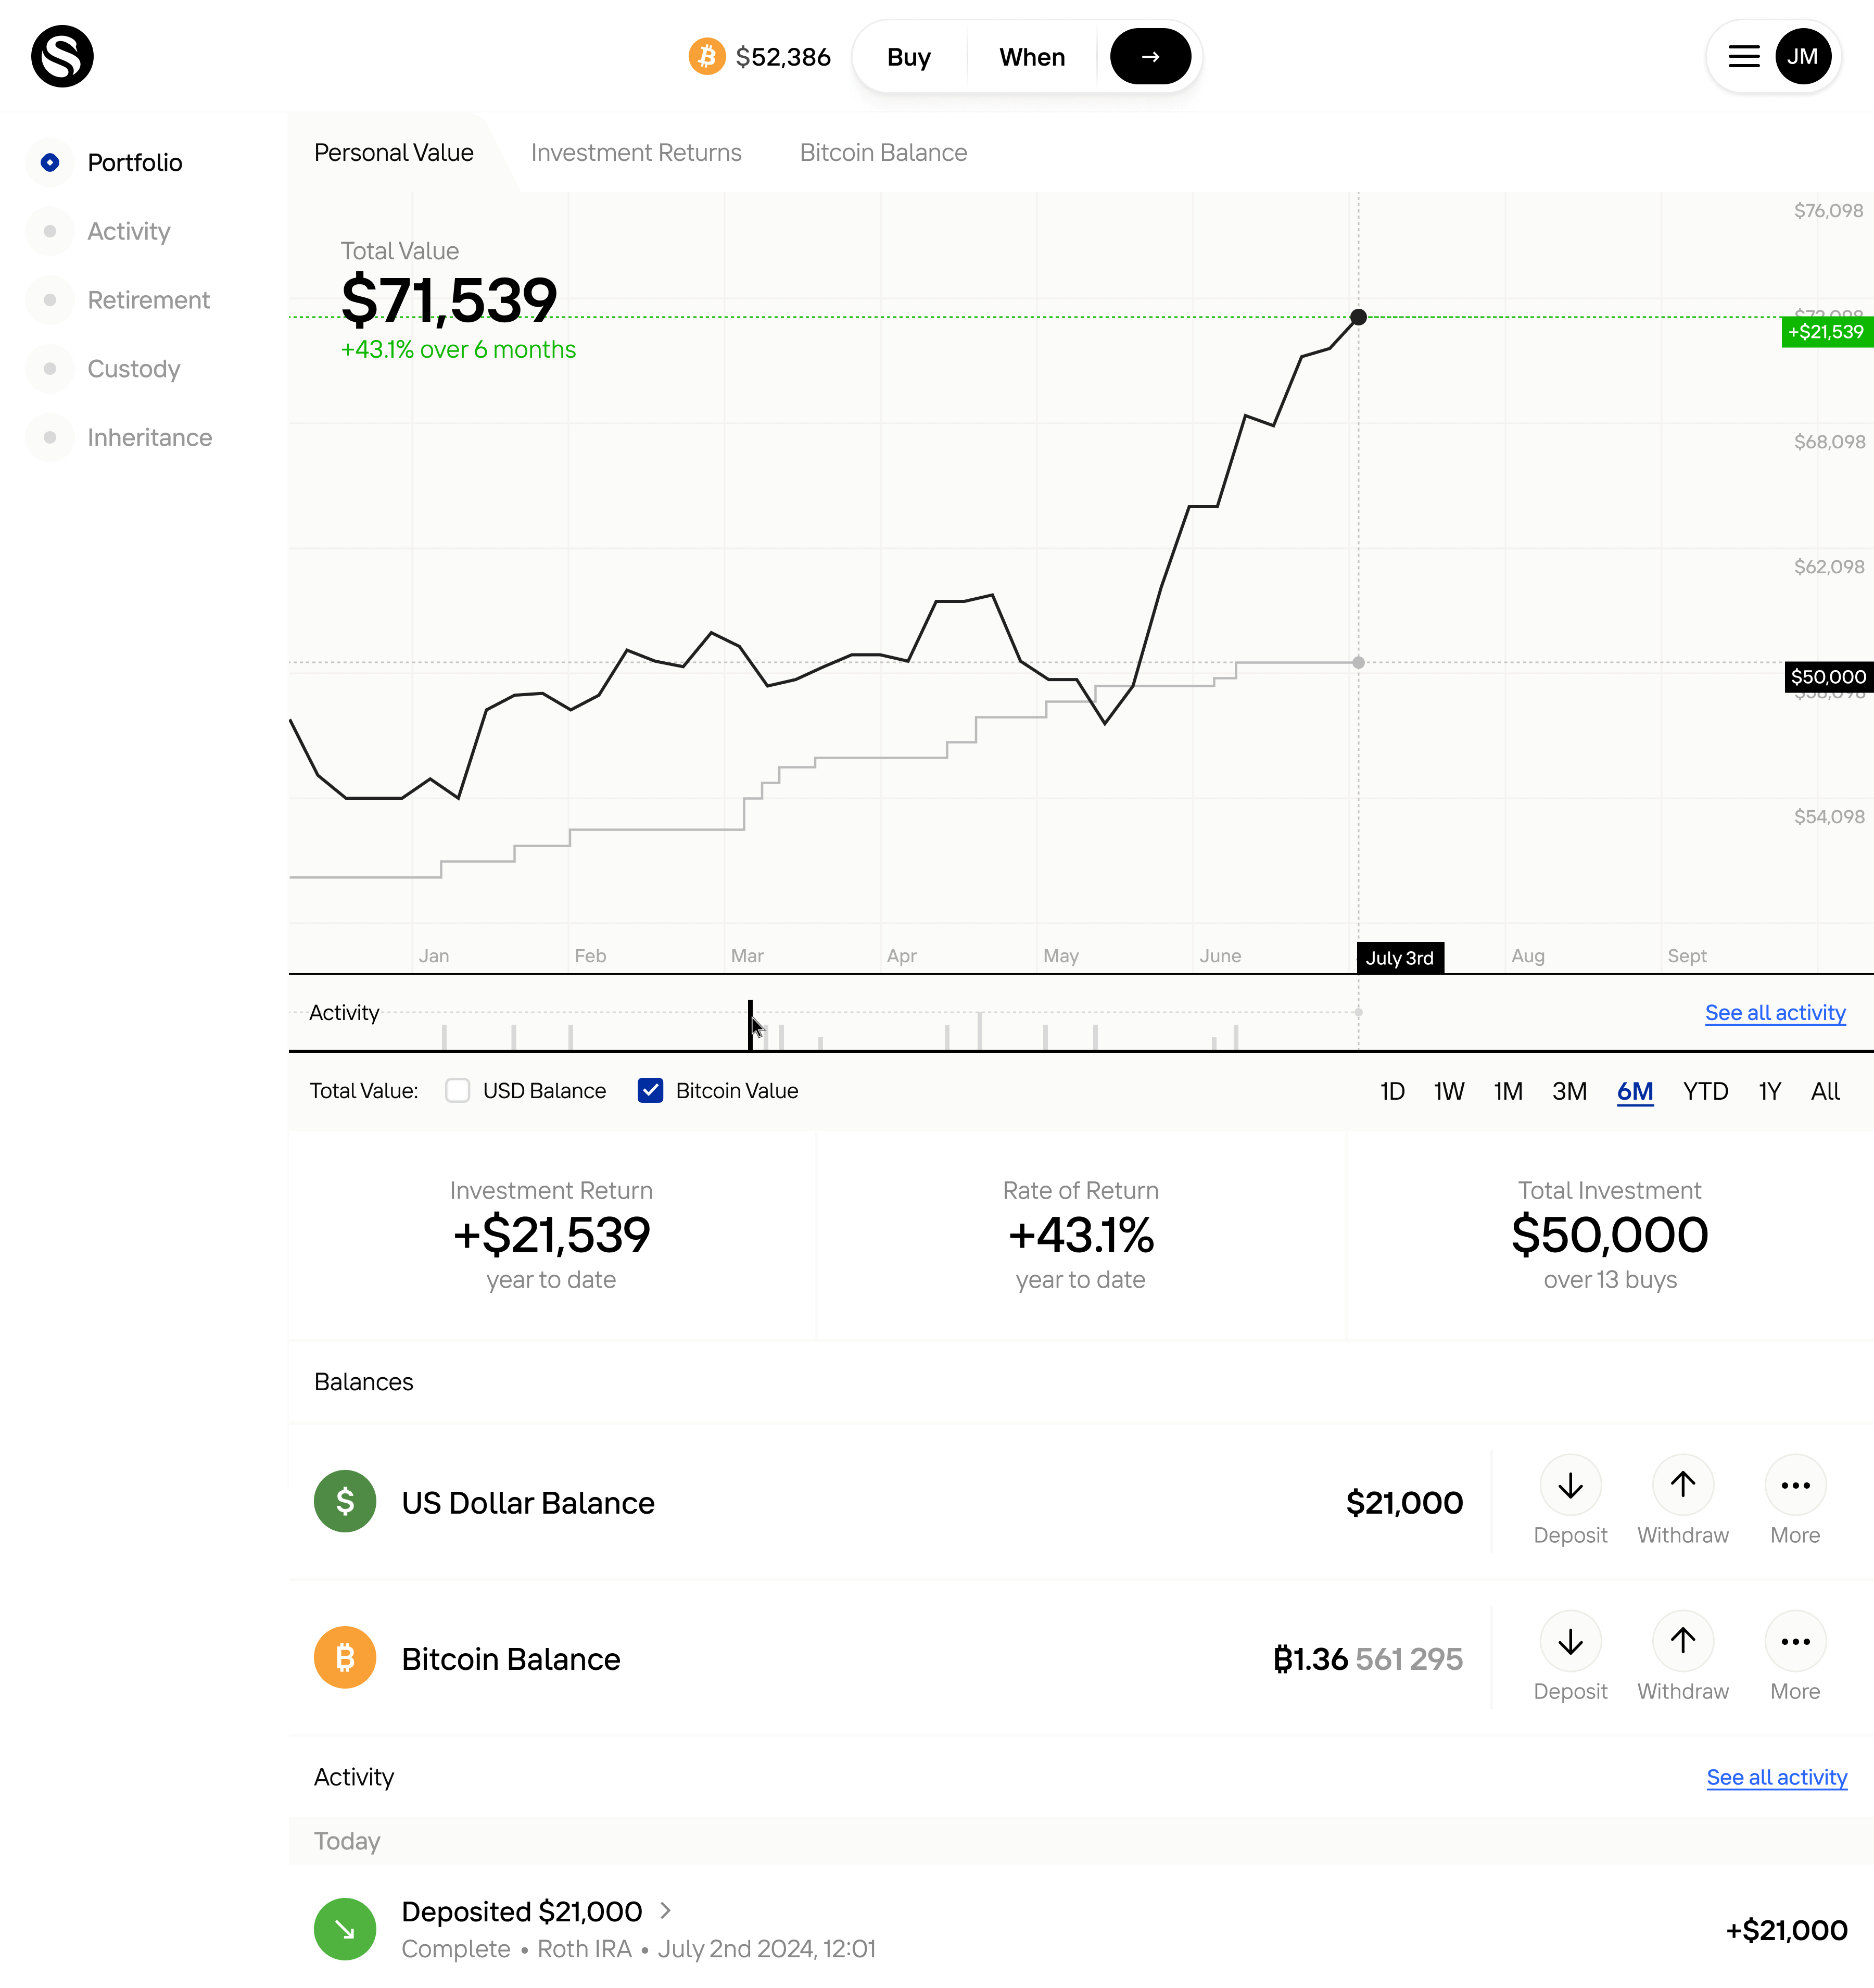 $52,386
Buy
When
→
JM
Portfolio
Activity
Retirement
Custody
Inheritance
Personal Value
Investment Returns
Bitcoin Balance
Total Value
$71,539
+43.1% over 6 months
$76,098
+$21,539
$68,098
$62,098
$50,000
$54,098
Jan
Feb
Mar
Apr
May
June
July 3rd
Aug
Sept
Activity
See all activity
Total Value:
USD Balance
Bitcoin Value
1D
1W
1M
3M
6M
YTD
1Y
All
Investment Return
+$21,539
year to date
Rate of Return
+43.1%
year to date
Total Investment
$50,000
over 13 buys
Balances
$
US Dollar Balance
$21,000
Deposit
Withdraw
More
Bitcoin Balance
₿1.36 561 295
Deposit
Withdraw
More
Activity
See all activity
Today
Deposited $21,000
Complete • Roth IRA • July 2nd 2024, 12:01
+$21,000